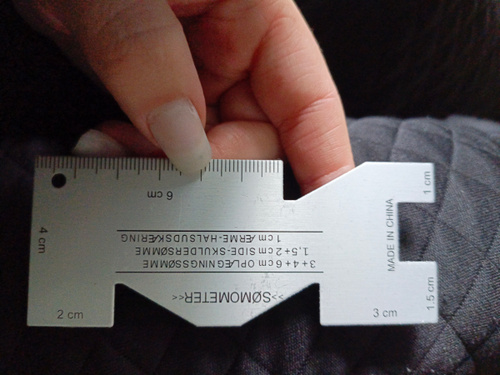 >>SØMOMETER<<
3+4+6 cm OPLÆGNINGSSØMME
1,5+2 cm SIDE-SKULDERSØMME
1 cm ÆRME-HALSUDSKÆRING
6 cm
4 cm
2 cm
3 cm
1.5 cm
1 cm
MADE IN CHINA